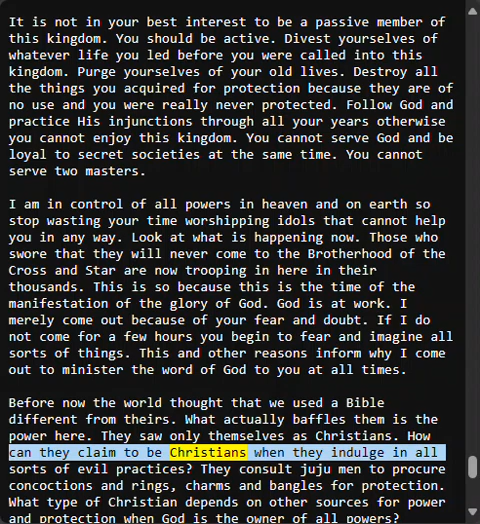 It is not in your best interest to be a passive member of
this kingdom. You should be active. Divest yourselves of
whatever life you led before you were called into this
kingdom. Purge yourselves of your old lives. Destroy all
the things you acquired for protection because they are of
no use and you were really never protected. Follow God and
practice His injunctions through all your years otherwise
you cannot enjoy this kingdom. You cannot serve God and be
loyal to secret societies at the same time. You cannot
serve two masters.
I am in control of all powers in heaven and on earth so
stop wasting your time worshipping idols that cannot help
you in any way. Look at what is happening now. Those who
swore that they will never come to the Brotherhood of the
Cross and Star are now trooping in here in their
thousands. This is so because this is the time of the
manifestation of the glory of God. God is at work. I
merely come out because of your fear and doubt. If I do
not come for a few hours you begin to fear and imagine all
sorts of things. This and other reasons inform why I come
out to minister the word of God to you at all times.
Before now the world thought that we used a Bible
different from theirs. What actually baffles them is the
power here. They saw only themselves as Christians. How
can they claim to be Christians when they indulge in all
sorts of evil practices? They consult juju men to procure
concoctions and rings, charms and bangles for protection.
What type of Christian depends on other sources for power
and protection when God is the owner of all powers?